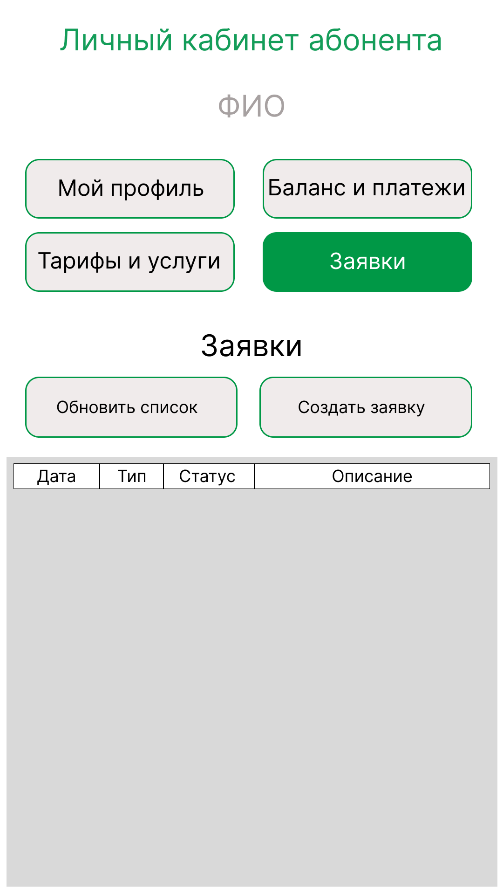 Личный кабинет абонента
ФИО
Мой профиль
Баланс и платежи
Тарифы и услуги
Заявки
Заявки
Обновить список
Создать заявку
Дата Тип Статус Описание